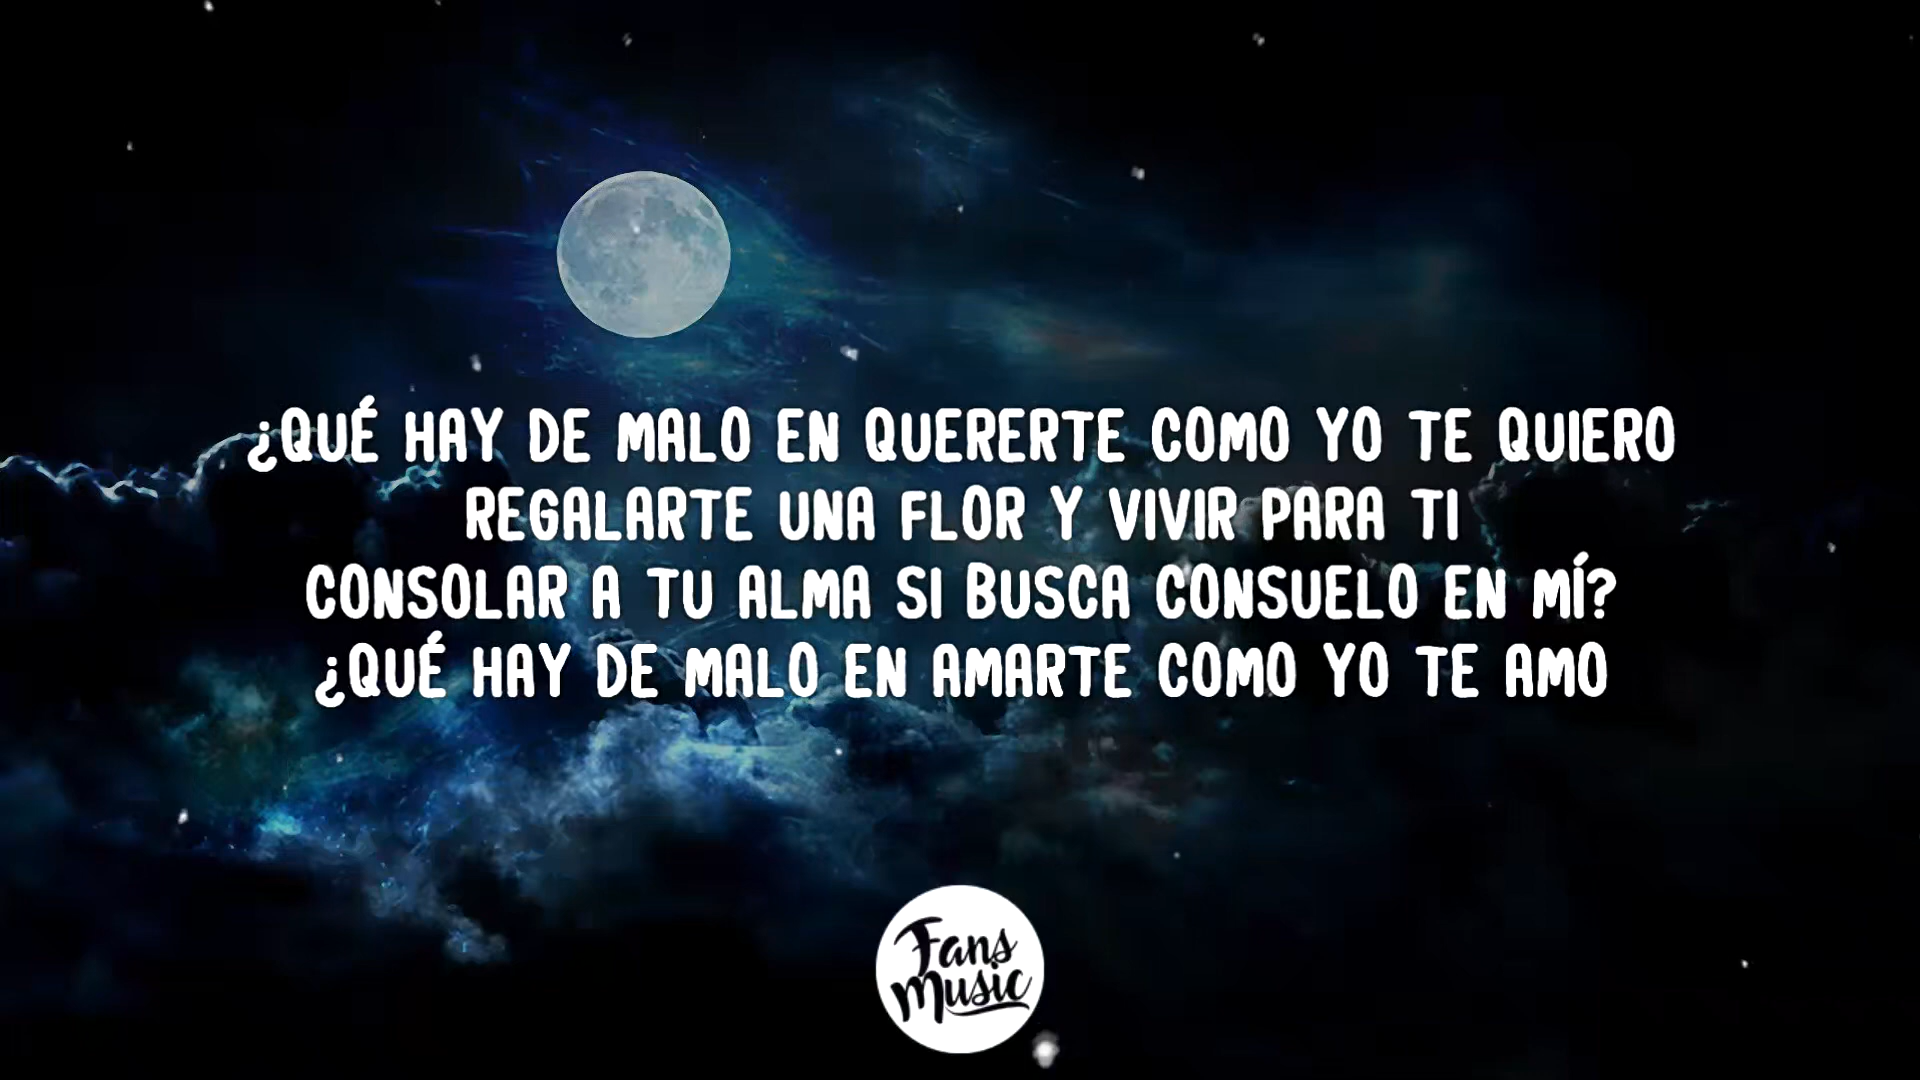 ¿QUÉ HAY DE MALO EN QUERERTE COMO YO TE QUIERO
REGALARTE UNA FLOR Y VIVIR PARA TI
CONSOLAR A TU ALMA SI BUSCA CONSUELO EN MÍ?
¿QUÉ HAY DE MALO EN AMARTE COMO YO TE AMO
Fans
Music